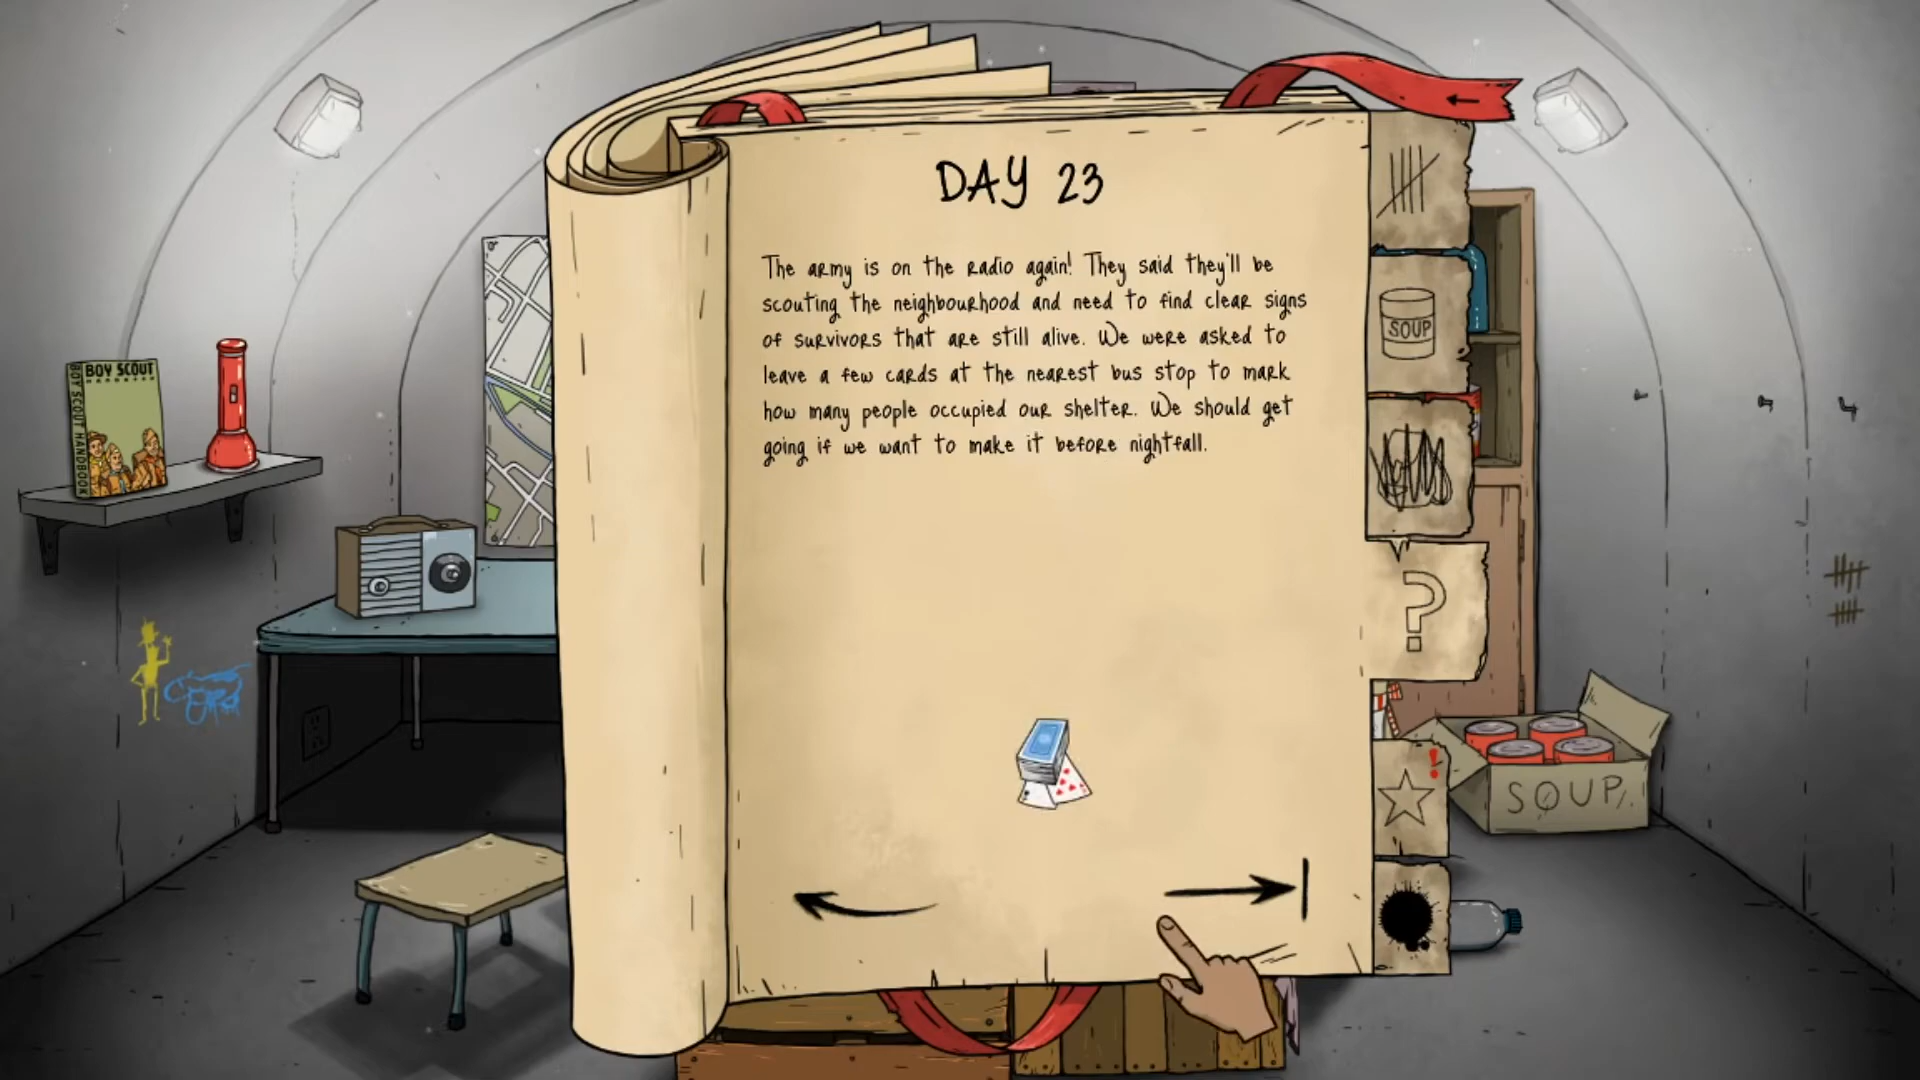 DAY 23
The army is on the radio again! They said they'll be
scouting the neighbourhood and need to find clear signs
of survivors that are still alive. We were asked to
leave a few cards at the nearest bus stop to mark
how many people occupied our shelter. We should get
going if we want to make it before nightfall.
BOY SCOUT
HANDBOOK
BOY SCOUT HANDBOOK
SOUP
?
!
SOUP